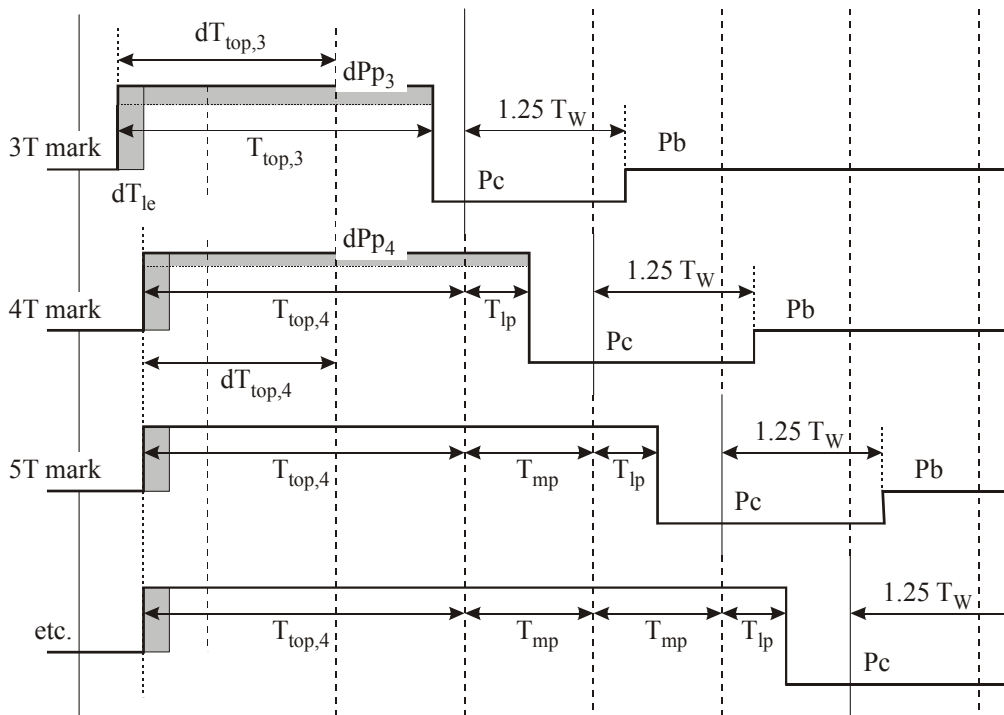 dT_top,3
dPp_3
1.25 T_W
3T mark
T_top,3
Pb
Pc
dT_le
dPp_4
1.25 T_W
4T mark
T_top,4
T_lp
Pb
Pc
dT_top,4
1.25 T_W
5T mark
T_top,4
T_mp
T_lp
Pb
Pc
1.25 T_W
etc.
T_top,4
T_mp
T_mp
T_lp
Pc